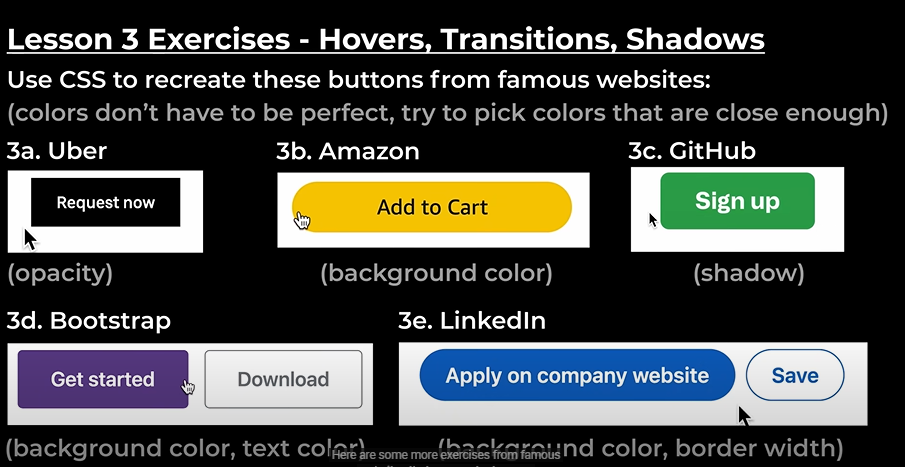 Lesson 3 Exercises - Hovers, Transitions, Shadows
Use CSS to recreate these buttons from famous websites:
(colors don’t have to be perfect, try to pick colors that are close enough)
3a. Uber
3b. Amazon
3c. GitHub
Request now
Add to Cart
Sign up
(opacity)
(background color)
(shadow)
3d. Bootstrap
3e. LinkedIn
Get started
Download
Apply on company website
Save
(background color, text color)
(background color, border width)
Here are some more exercises from famous